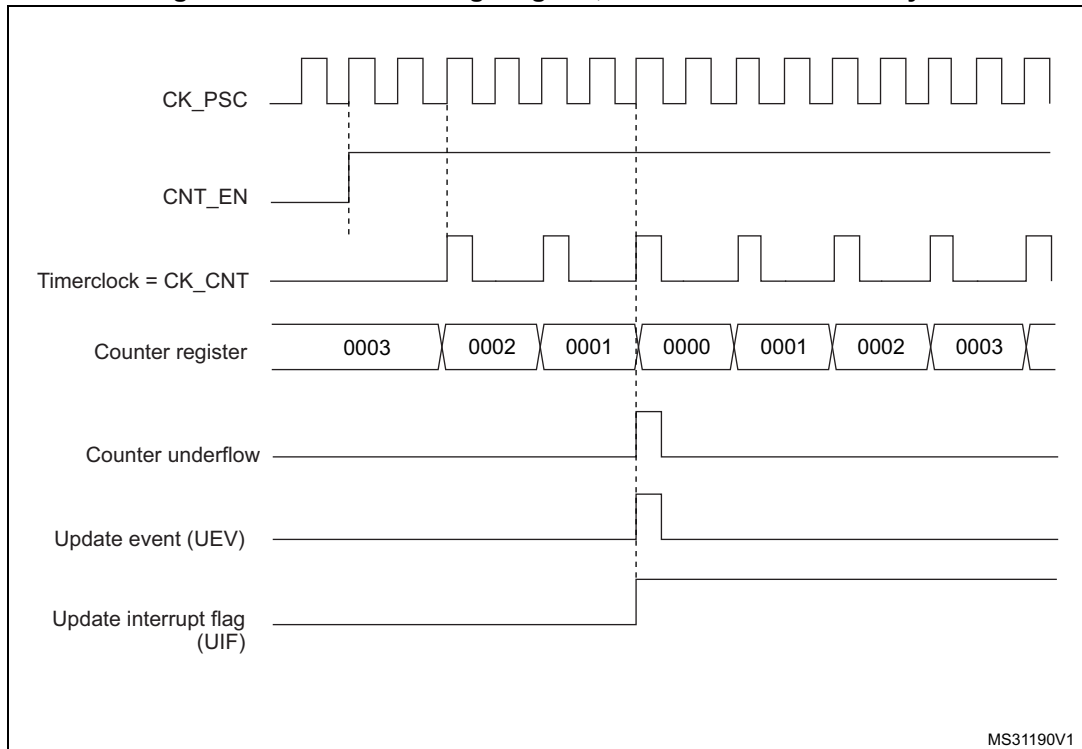 CK_PSC
CNT_EN
Timerclock = CK_CNT
Counter register
0003 0002 0001 0000 0001 0002 0003
Counter underflow
Update event (UEV)
Update interrupt flag
(UIF)
MS31190V1